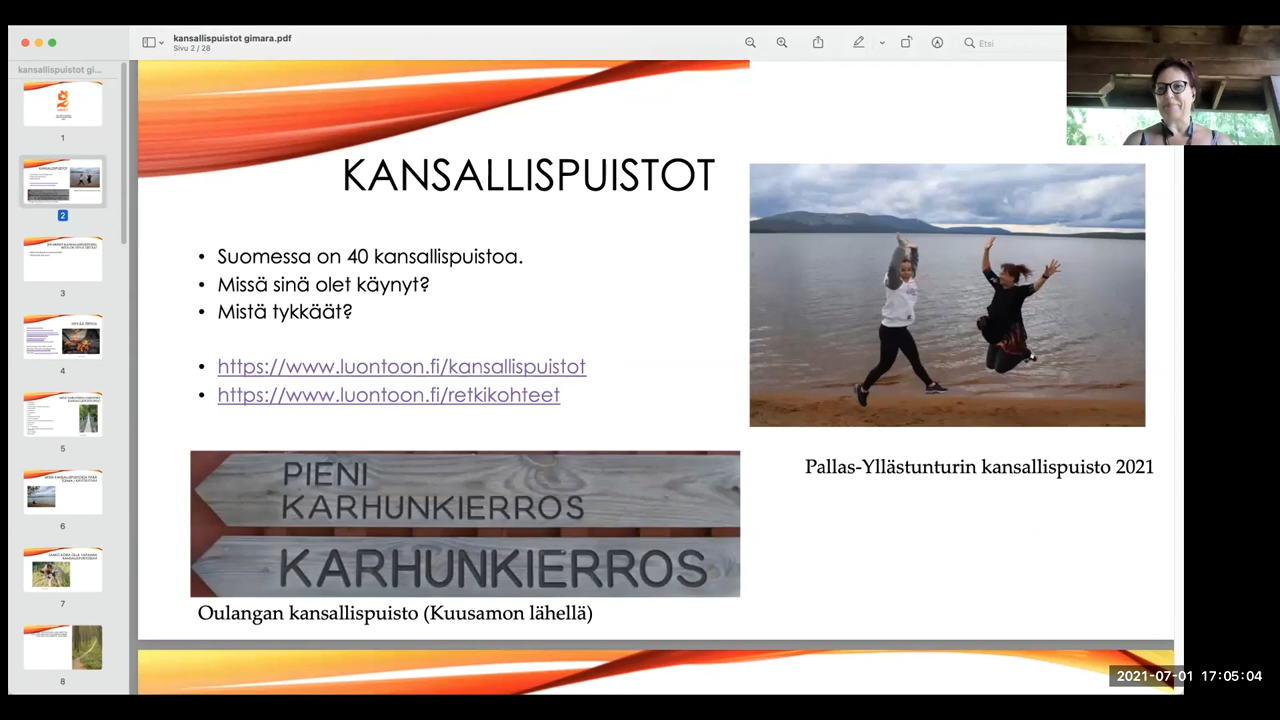 kansallispuistot gimara.pdf
Sivu 2 / 28
Etsi
kansallispuistot gi...
1
2
3
4
5
6
7
8
KANSALLISPUISTOT
• Suomessa on 40 kansallispuistoa.
• Missä sinä olet käynyt?
• Mistä tykkäät?
• https://www.luontoon.fi/kansallispuistot
• https://www.luontoon.fi/retkikohteet
PIENI
KARHUNKIERROS
KARHUNKIERROS
Oulangan kansallispuisto (Kuusamon lähellä)
Pallas-Yllästunturin kansallispuisto 2021
2021-07-01 17:05:04